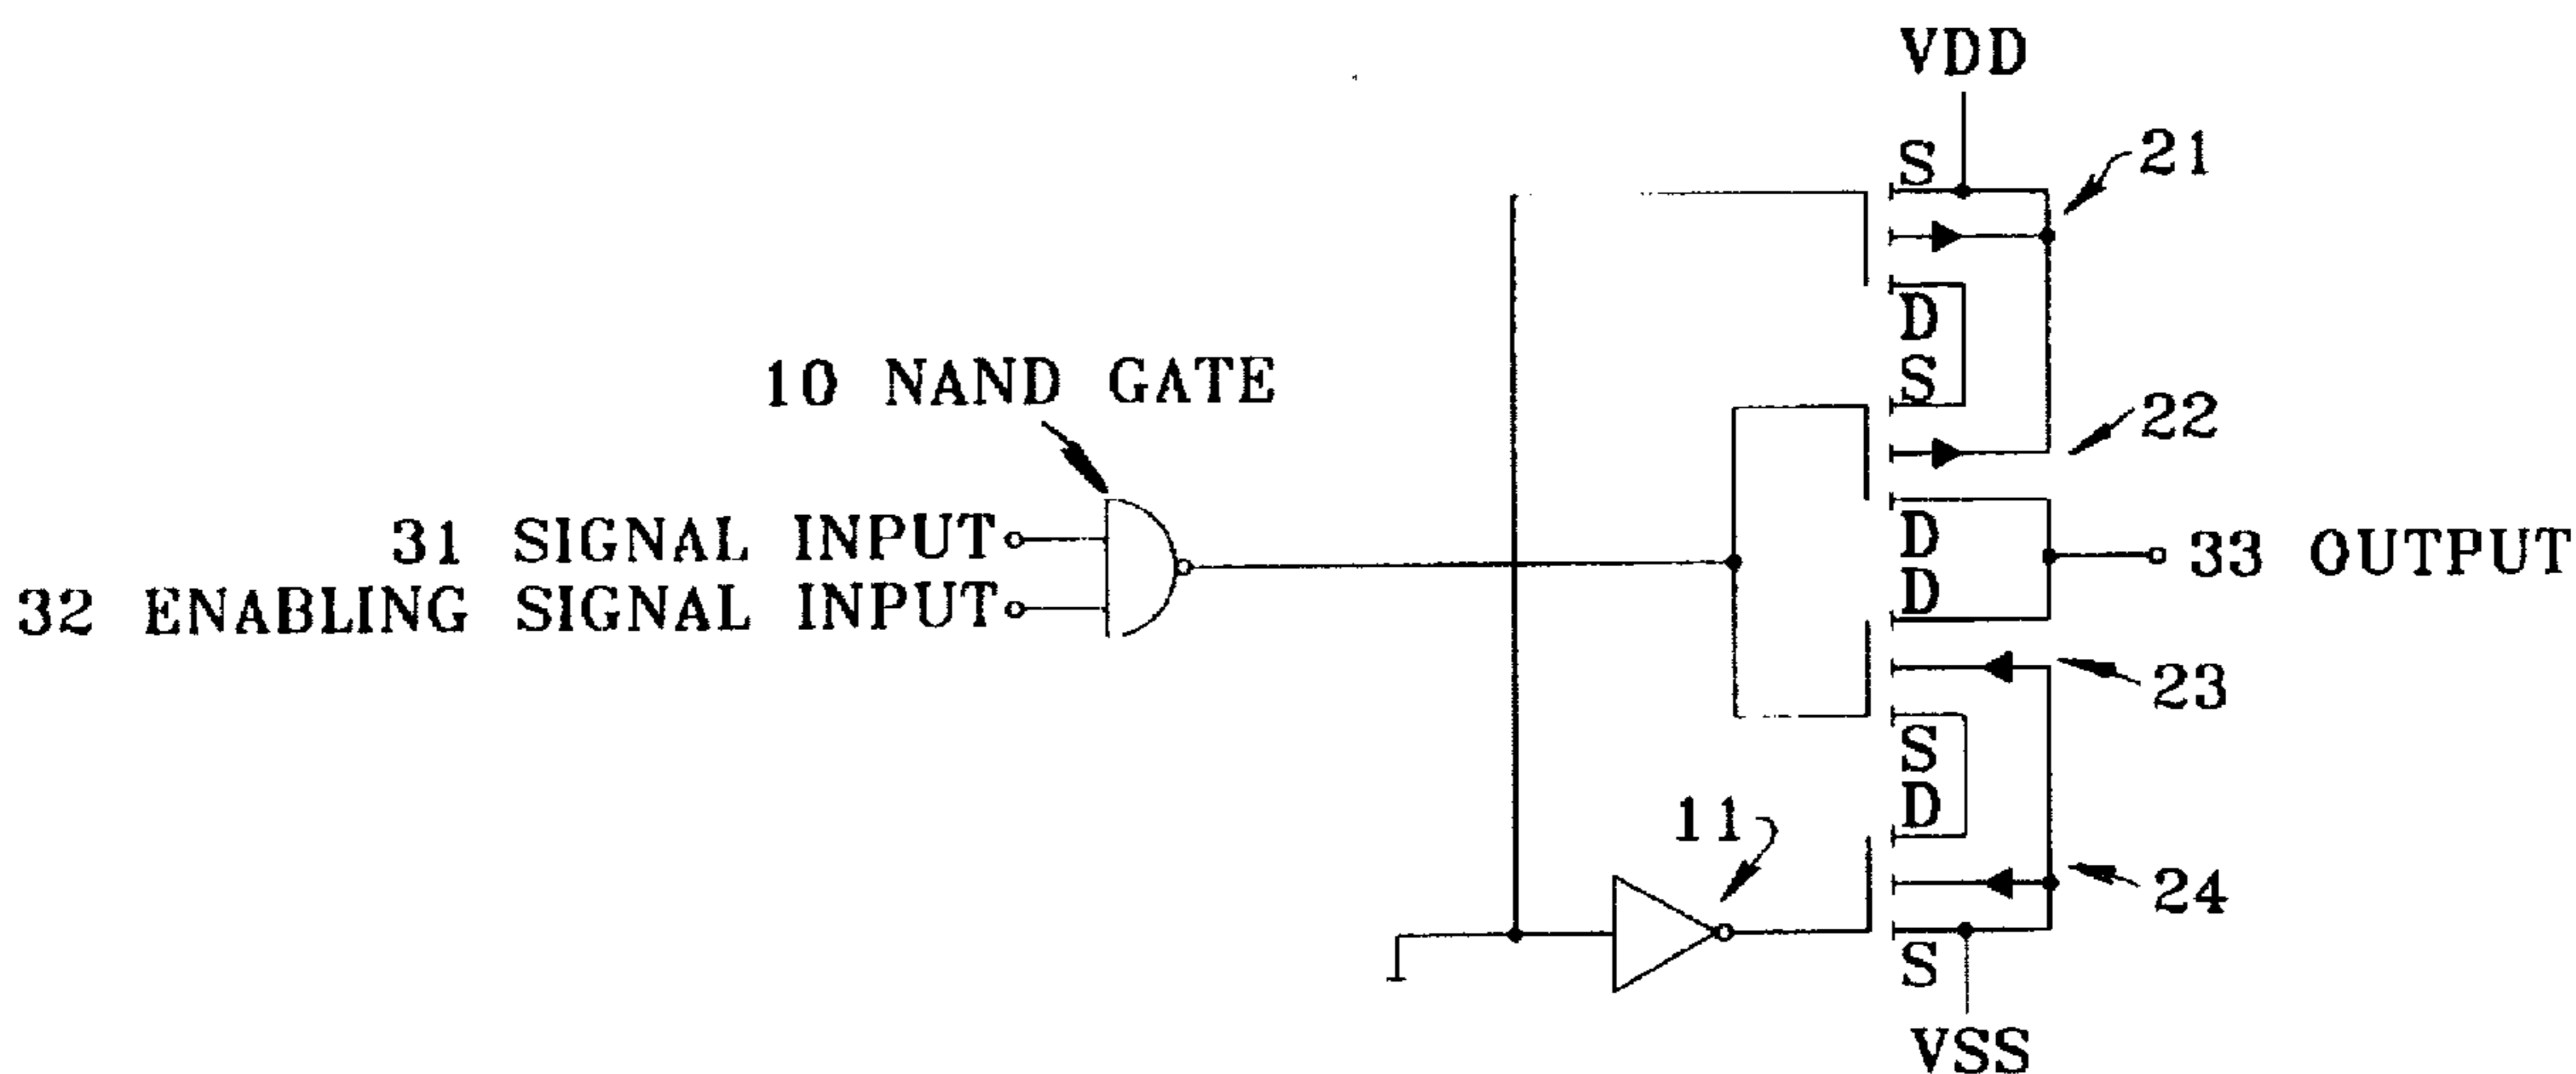 VDD
S
21
D
S
10 NAND GATE
22
31 SIGNAL INPUT
D
33 OUTPUT
D
32 ENABLING SIGNAL INPUT
23
S
D
11
24
S
VSS